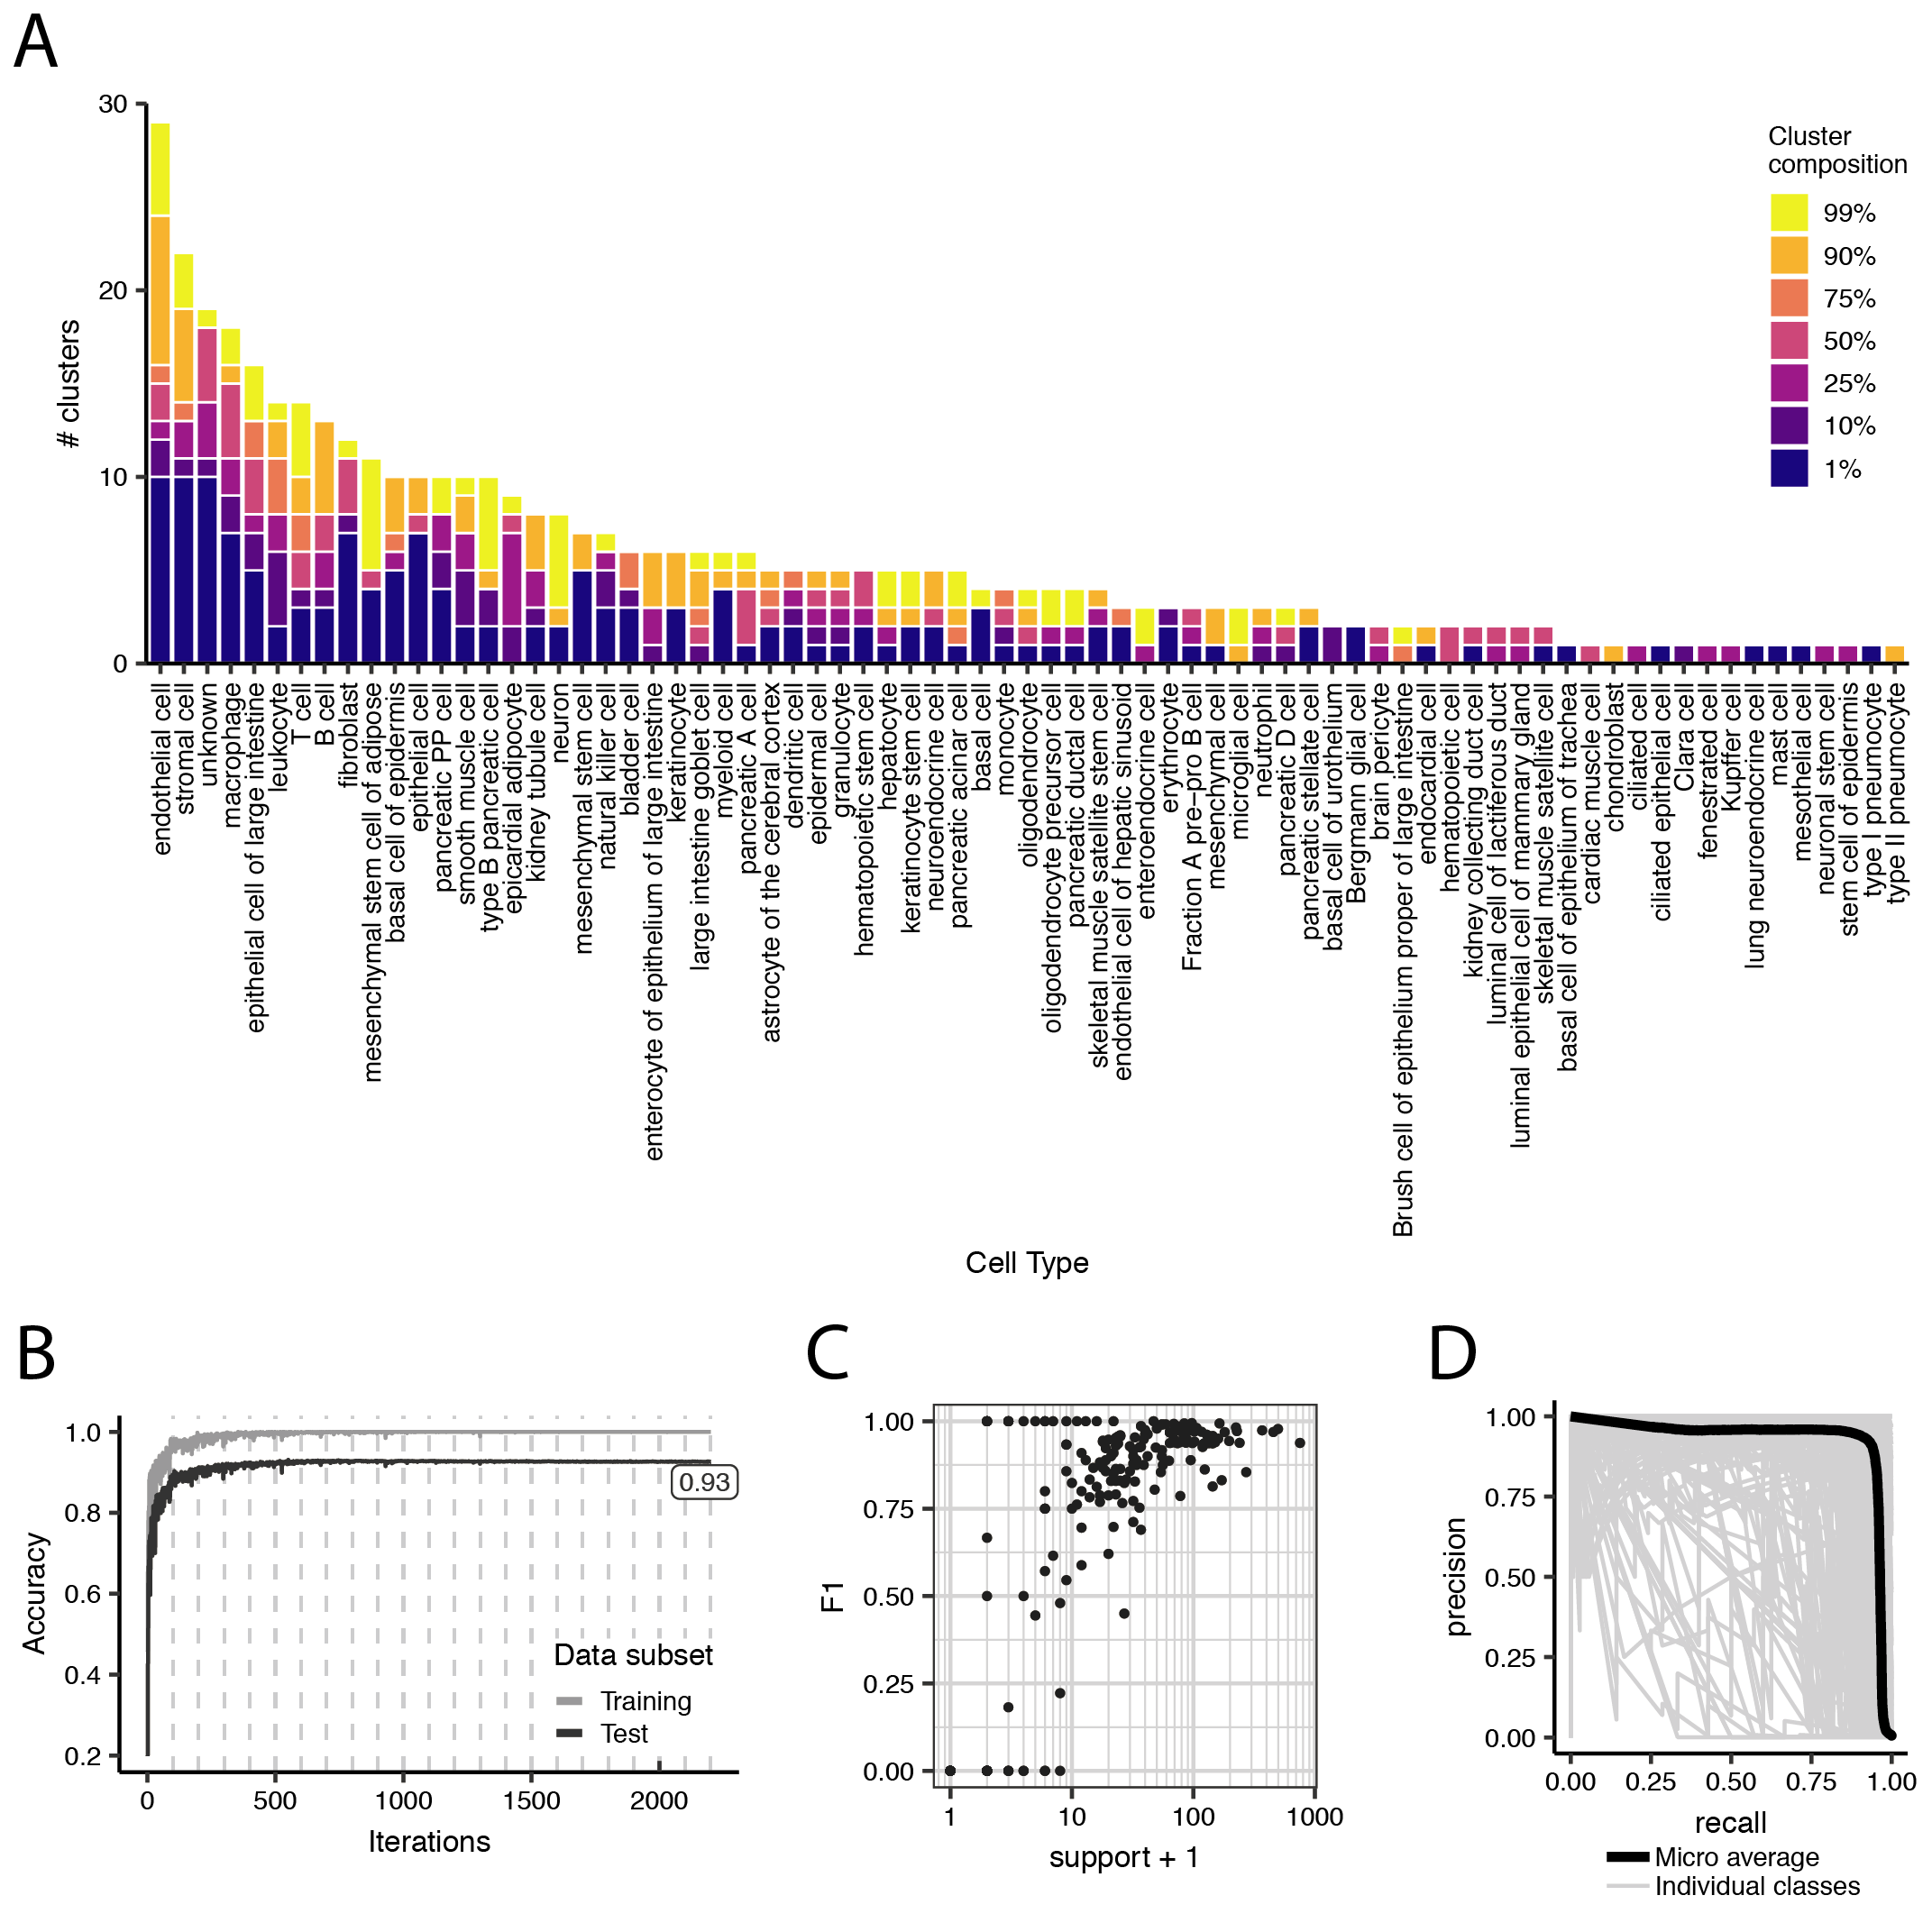 A
30
20
10
0
# clusters
Cluster
composition
99%
90%
75%
50%
25%
10%
1%
endothelial cell
stromal cell
unknown
macrophage
epithelial cell of large intestine
leukocyte
T cell
B cell
fibroblast
mesenchymal stem cell of adipose
basal cell of epidermis
epithelial cell
pancreatic PP cell
smooth muscle cell
type B pancreatic cell
epicardial adipocyte
kidney tubule cell
neuron
mesenchymal stem cell
natural killer cell
bladder cell
enterocyte of epithelium of large intestine
keratinocyte
large intestine goblet cell
myeloid cell
pancreatic A cell
astrocyte of the cerebral cortex
dendritic cell
epidermal cell
granulocyte
hematopoietic stem cell
hepatocyte
keratinocyte stem cell
neuroendocrine cell
pancreatic acinar cell
basal cell
monocyte
oligodendrocyte
oligodendrocyte precursor cell
pancreatic ductal cell
skeletal muscle satellite stem cell
endothelial cell of hepatic sinusoid
enteroendocrine cell
erythrocyte
Fraction A pre−pro B cell
mesenchymal cell
microglial cell
neutrophil
pancreatic D cell
pancreatic stellate cell
basal cell of urothelium
Bergmann glial cell
brain pericyte
Brush cell of epithelium proper of large intestine
endocardial cell
hematopoietic cell
kidney collecting duct cell
luminal cell of lactiferous duct
luminal epithelial cell of mammary gland
skeletal muscle satellite cell
basal cell of epithelium of trachea
cardiac muscle cell
chondroblast
ciliated cell
ciliated epithelial cell
Clara cell
fenestrated cell
Kupffer cell
lung neuroendocrine cell
mast cell
mesothelial cell
neuronal stem cell
stem cell of epidermis
type I pneumocyte
type II pneumocyte
Cell Type
B
1.0
0.8
0.6
0.4
0.2
Accuracy
0.93
Data subset
Training
Test
0 500 1000 1500 2000
Iterations
C
1.00
0.75
0.50
0.25
0.00
F1
1 10 100 1000
support + 1
D
1.00
0.75
0.50
0.25
0.00
precision
0.00 0.25 0.50 0.75 1.00
recall
Micro average
Individual classes